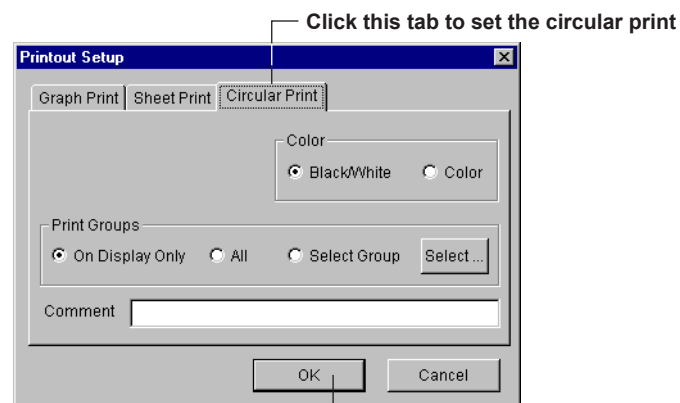 Click this tab to set the circular print
Printout Setup
Graph Print Sheet Print Circular Print
Color
Black/White Color
Print Groups
On Display Only All Select Group Select ...
Comment
OK Cancel